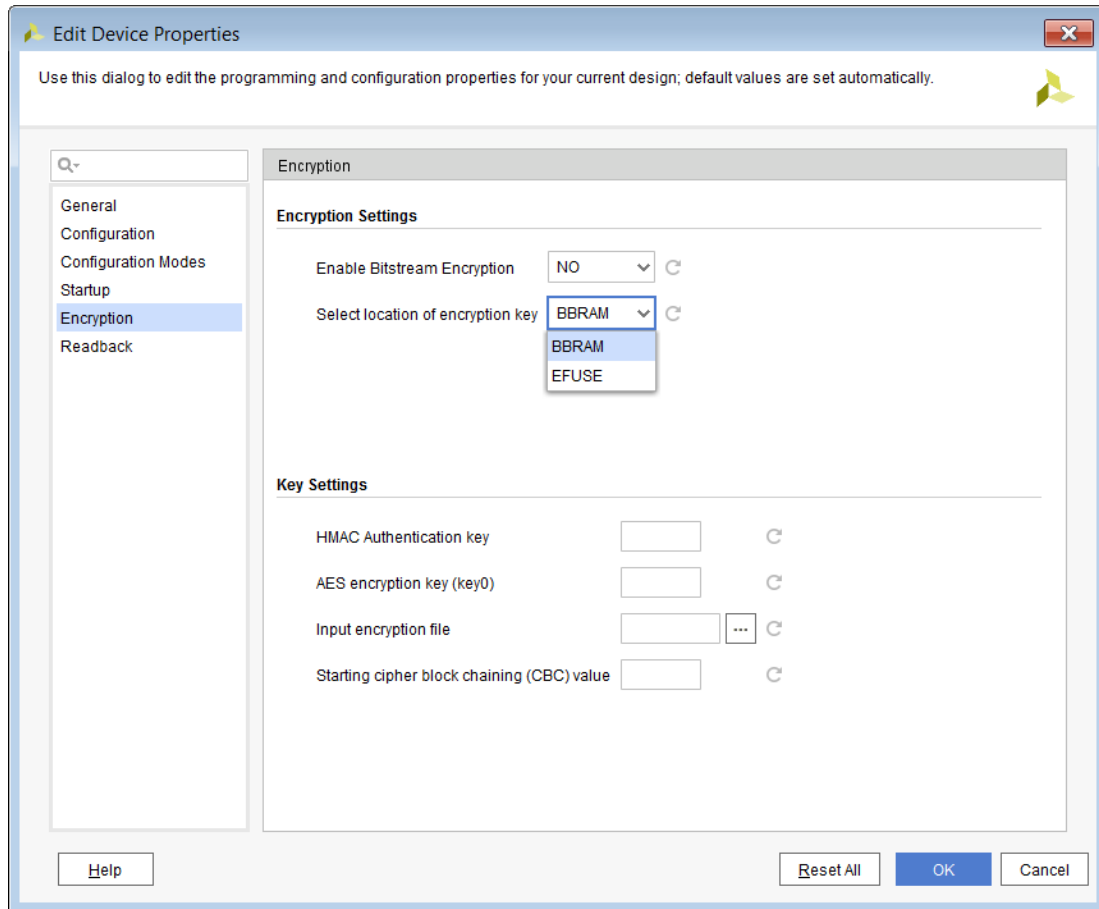 Edit Device Properties
Use this dialog to edit the programming and configuration properties for your current design; default values are set automatically.
General
Configuration
Configuration Modes
Startup
Encryption
Readback
Encryption
Encryption Settings
Enable Bitstream Encryption NO
Select location of encryption key BBRAM
BBRAM
EFUSE
Key Settings
HMAC Authentication key
AES encryption key (key0)
Input encryption file ...
Starting cipher block chaining (CBC) value
Help Reset All OK Cancel